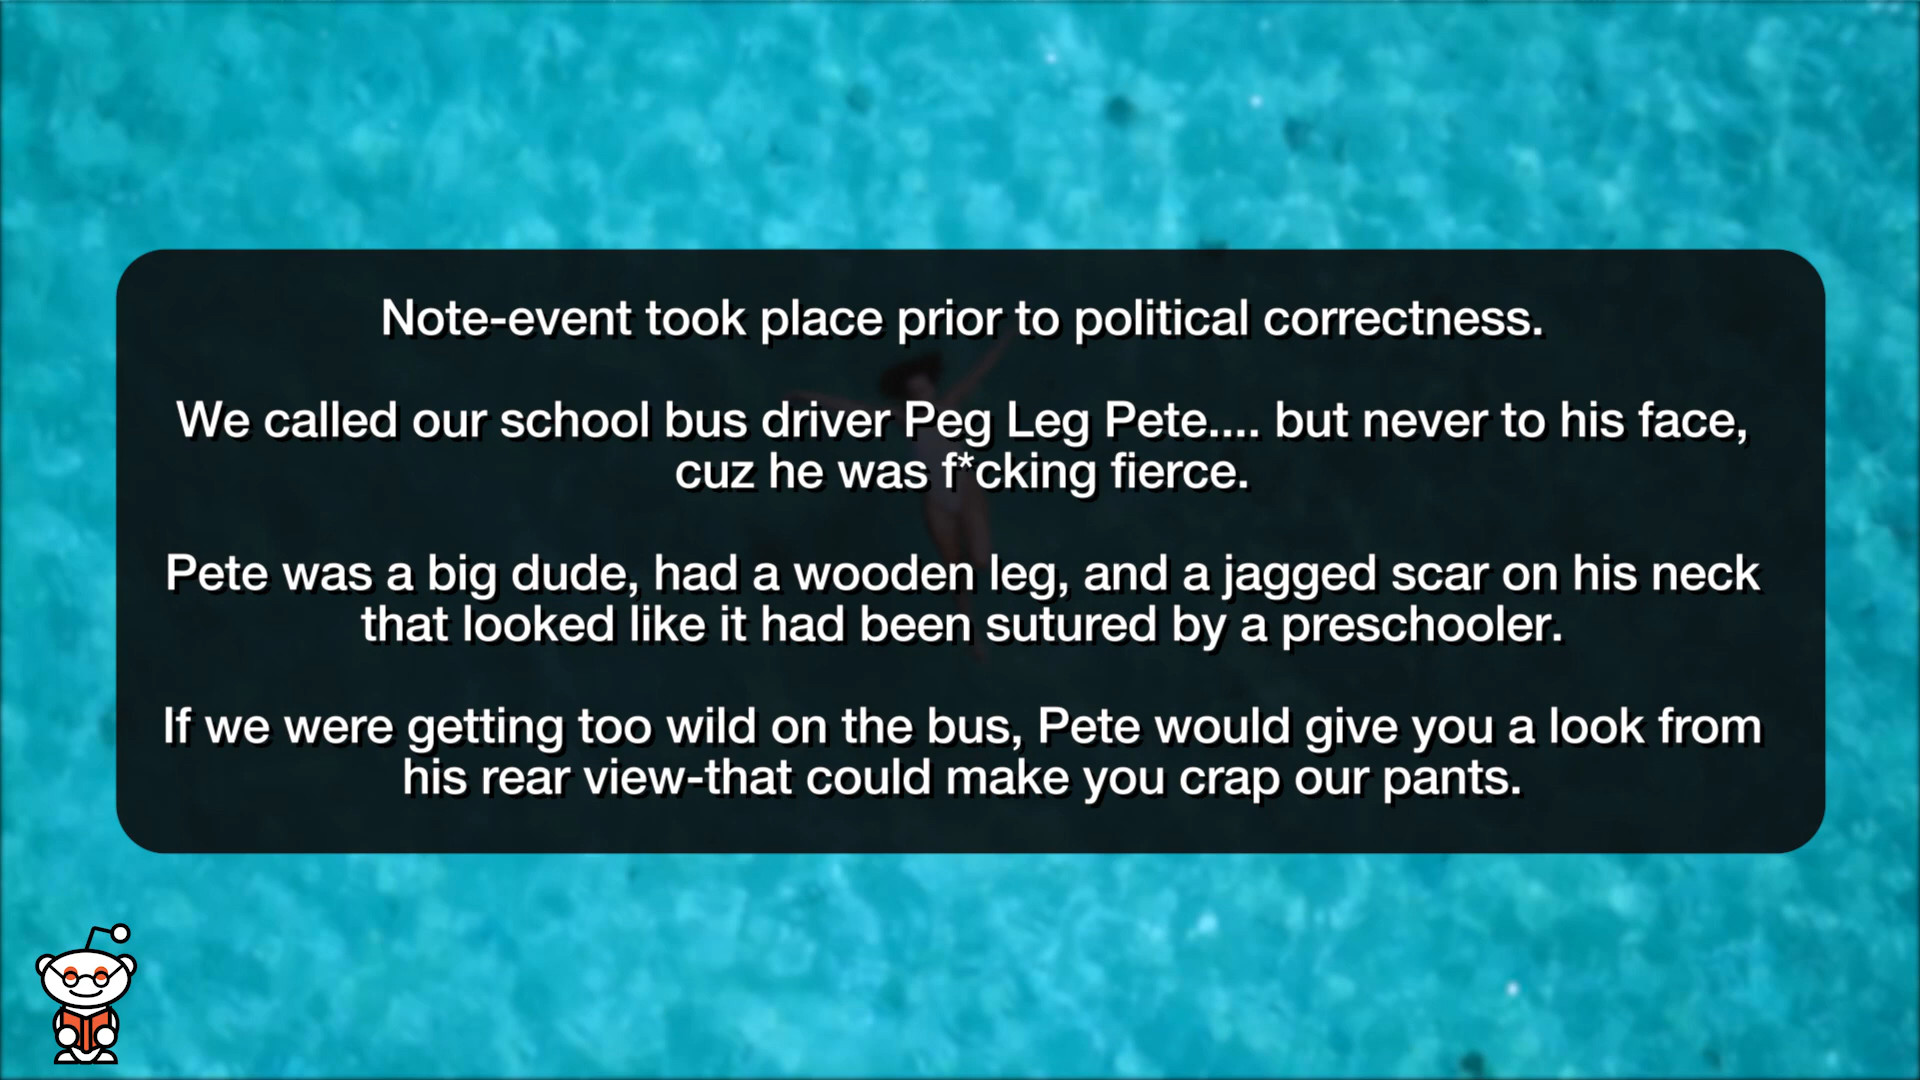 Note-event took place prior to political correctness.
We called our school bus driver Peg Leg Pete.... but never to his face,
cuz he was f*cking fierce.
Pete was a big dude, had a wooden leg, and a jagged scar on his neck
that looked like it had been sutured by a preschooler.
If we were getting too wild on the bus, Pete would give you a look from
his rear view-that could make you crap our pants.